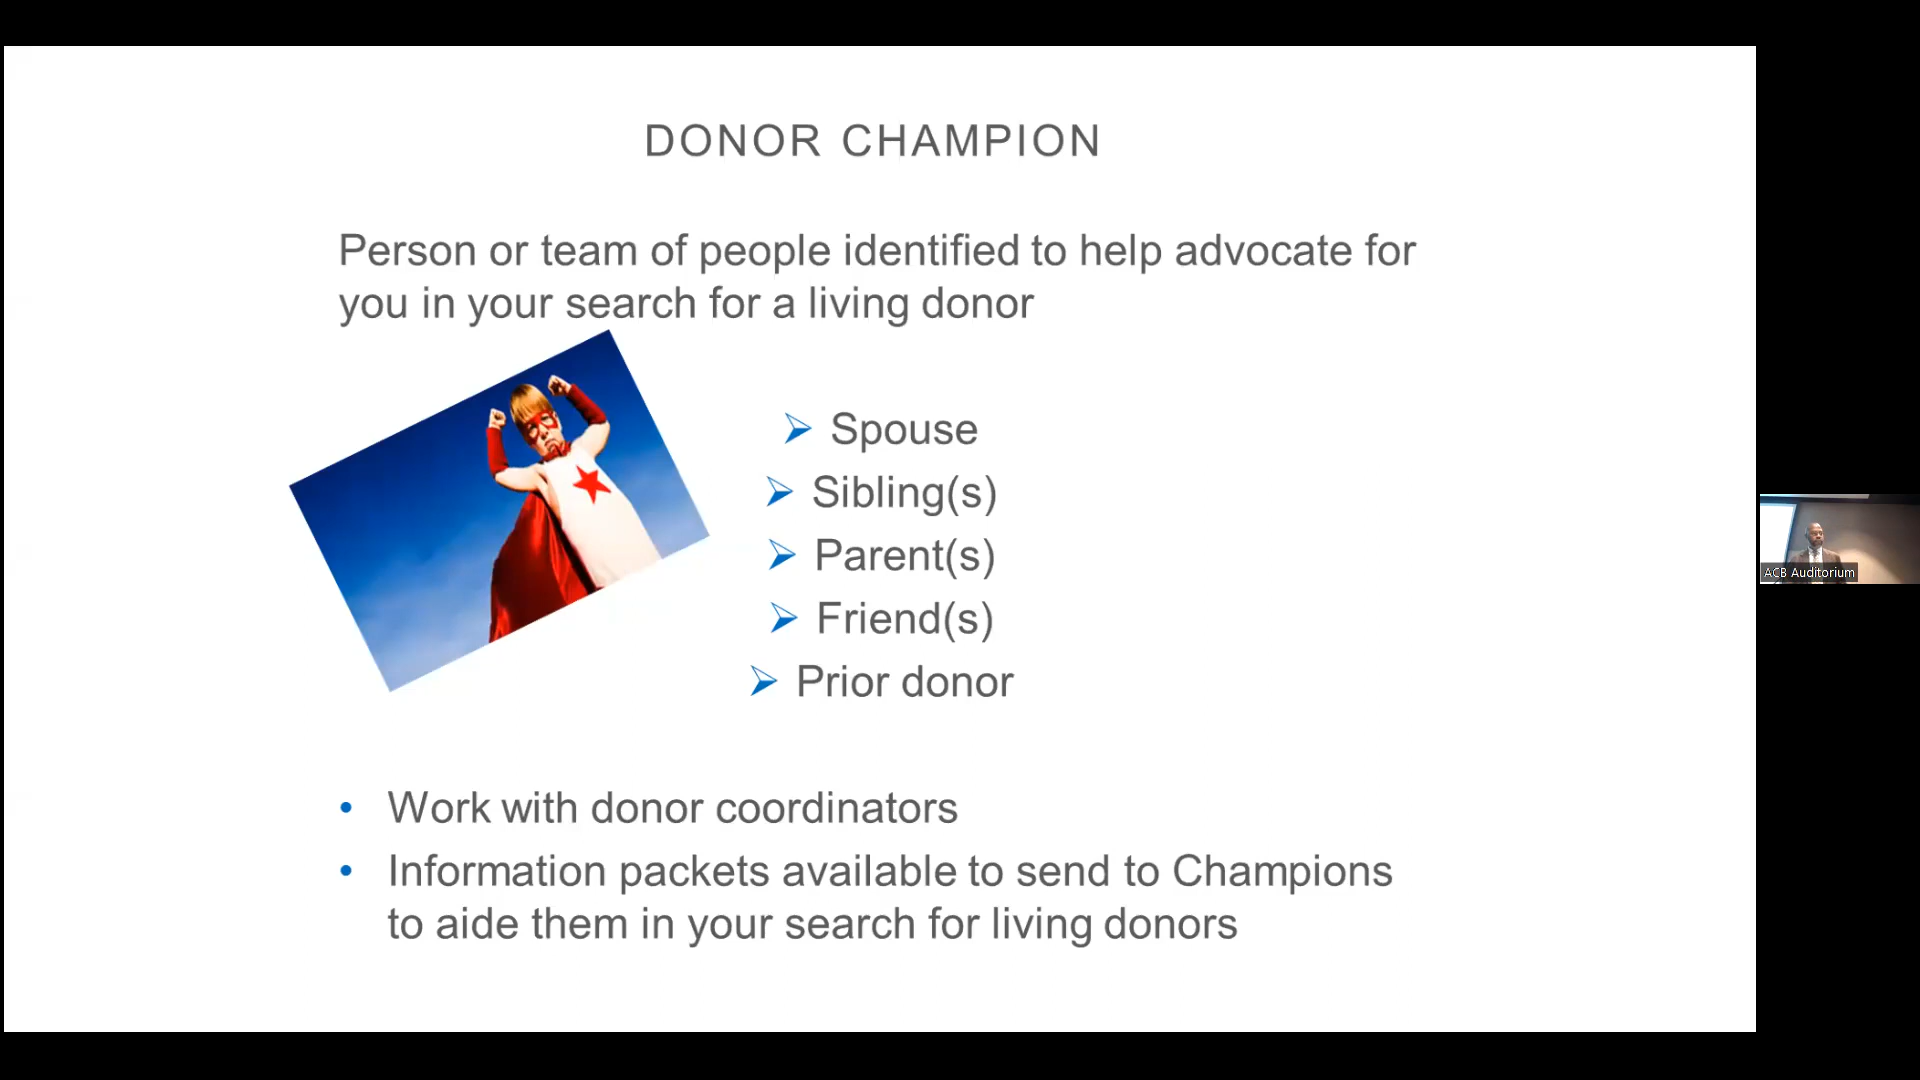 DONOR CHAMPION
Person or team of people identified to help advocate for
you in your search for a living donor
Spouse
Sibling(s)
Parent(s)
Friend(s)
Prior donor
• Work with donor coordinators
• Information packets available to send to Champions
to aide them in your search for living donors
ACB Auditorium